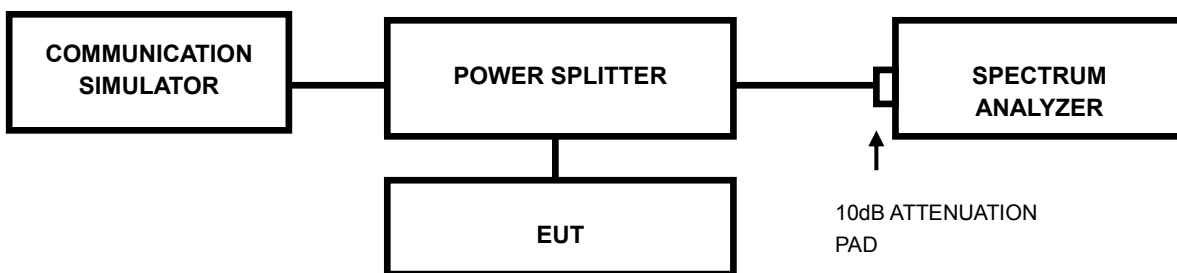 COMMUNICATION
SIMULATOR
POWER SPLITTER
SPECTRUM
ANALYZER
EUT
10dB ATTENUATION
PAD